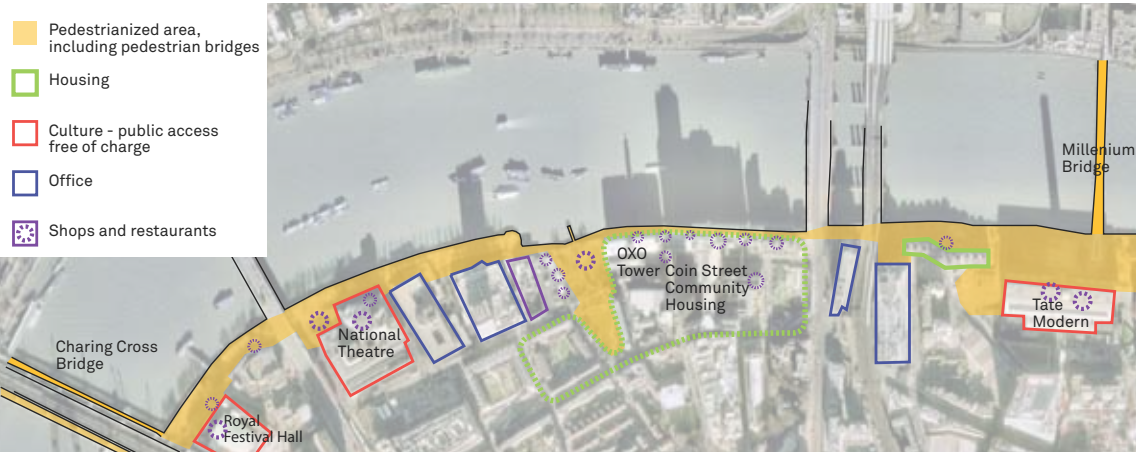 Pedestrianized area,
including pedestrian bridges
Housing
Culture - public access
free of charge
Office
Shops and restaurants
Millenium
Bridge
OXO
Tower
Coin Street
Community
Housing
Tate
Modern
National
Theatre
Charing Cross
Bridge
Royal
Festival Hall